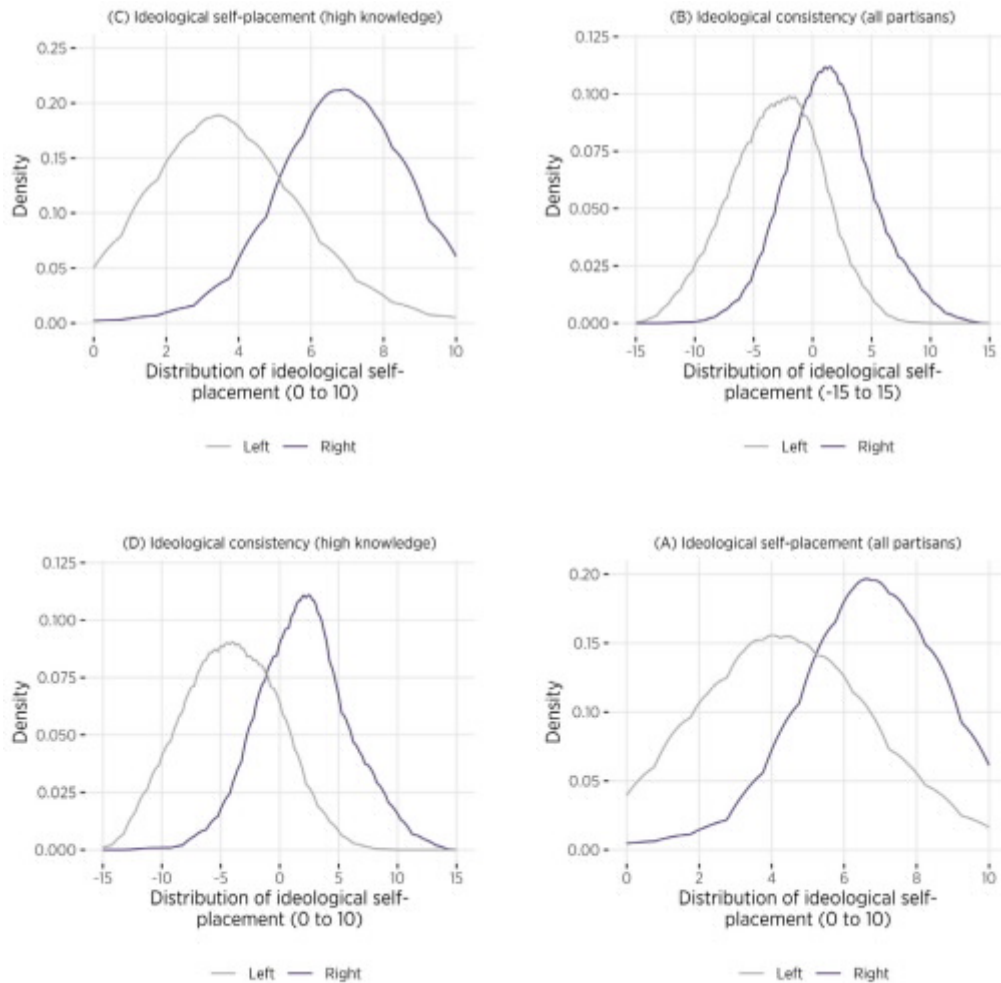 (C) Ideological self-placement (high knowledge)
0.25
0.20
0.15
0.10
0.05
0.00
Density
0
2
4
6
8
10
Distribution of ideological self-
placement (0 to 10)
Left
Right
(B) Ideological consistency (all partisans)
0.125
0.100
0.075
0.050
0.025
0.000
Density
-15
-10
-5
0
5
10
15
Distribution of ideological self-
placement (-15 to 15)
Left
Right
(D) Ideological consistency (high knowledge)
0.125
0.100
0.075
0.050
0.025
0.000
Density
-15
-10
-5
0
5
10
15
Distribution of ideological self-
placement (0 to 10)
Left
Right
(A) Ideological self-placement (all partisans)
0.20
0.15
0.10
0.05
0.00
Density
0
2
4
6
8
10
Distribution of ideological self-
placement (0 to 10)
Left
Right